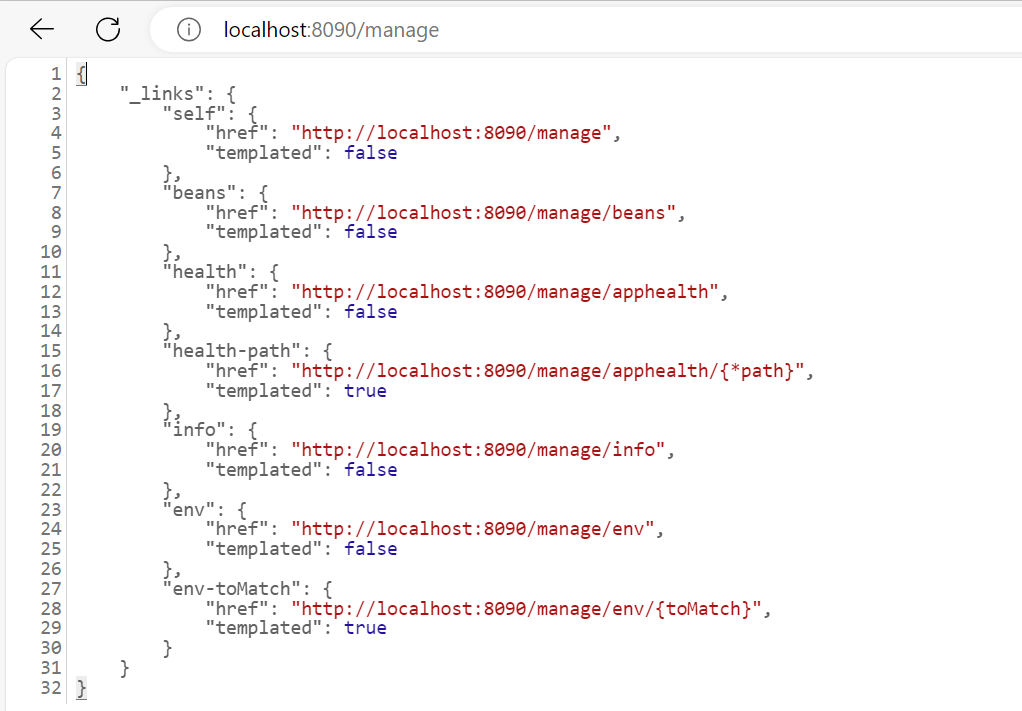 localhost:8090/manage
1 {
2     "_links": {
3         "self": {
4             "href": "http://localhost:8090/manage",
5             "templated": false
6         },
7         "beans": {
8             "href": "http://localhost:8090/manage/beans",
9             "templated": false
10         },
11         "health": {
12             "href": "http://localhost:8090/manage/apphealth",
13             "templated": false
14         },
15         "health-path": {
16             "href": "http://localhost:8090/manage/apphealth/{*path}",
17             "templated": true
18         },
19         "info": {
20             "href": "http://localhost:8090/manage/info",
21             "templated": false
22         },
23         "env": {
24             "href": "http://localhost:8090/manage/env",
25             "templated": false
26         },
27         "env-toMatch": {
28             "href": "http://localhost:8090/manage/env/{toMatch}",
29             "templated": true
30         }
31     }
32 }